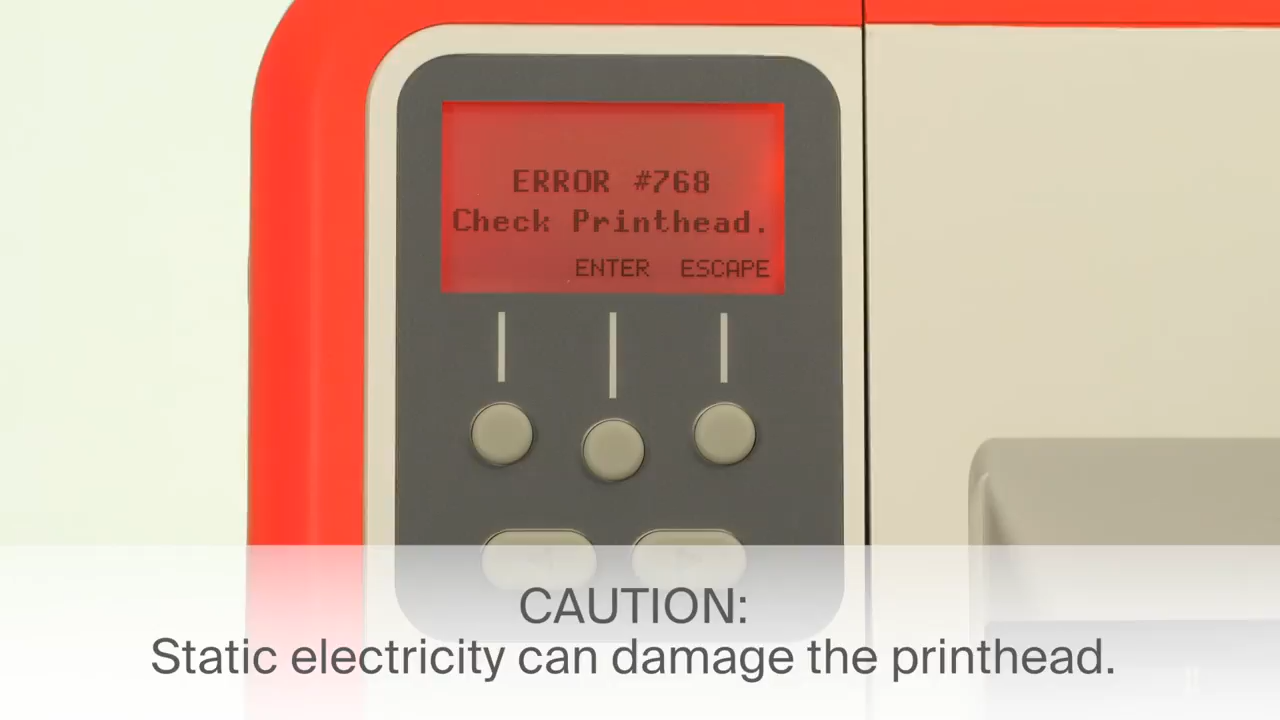 ERROR #768
Check Printhead.
ENTER ESCAPE
CAUTION:
Static electricity can damage the printhead.